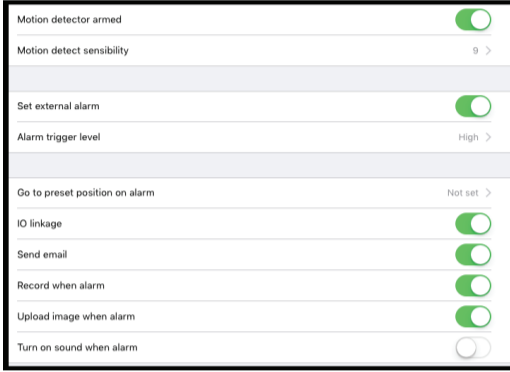 Motion detector armed
Motion detect sensibility 9
Set external alarm
Alarm trigger level High
Go to preset position on alarm Not set
IO linkage
Send email
Record when alarm
Upload image when alarm
Turn on sound when alarm